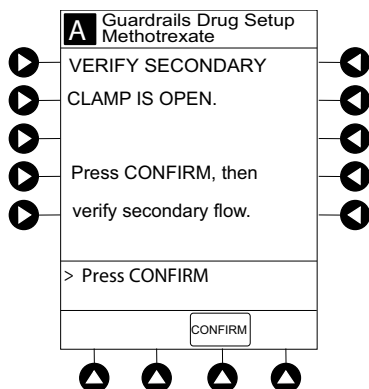 A
Guardrails Drug Setup
Methotrexate
VERIFY SECONDARY
CLAMP IS OPEN.
Press CONFIRM, then
verify secondary flow.
> Press CONFIRM
CONFIRM